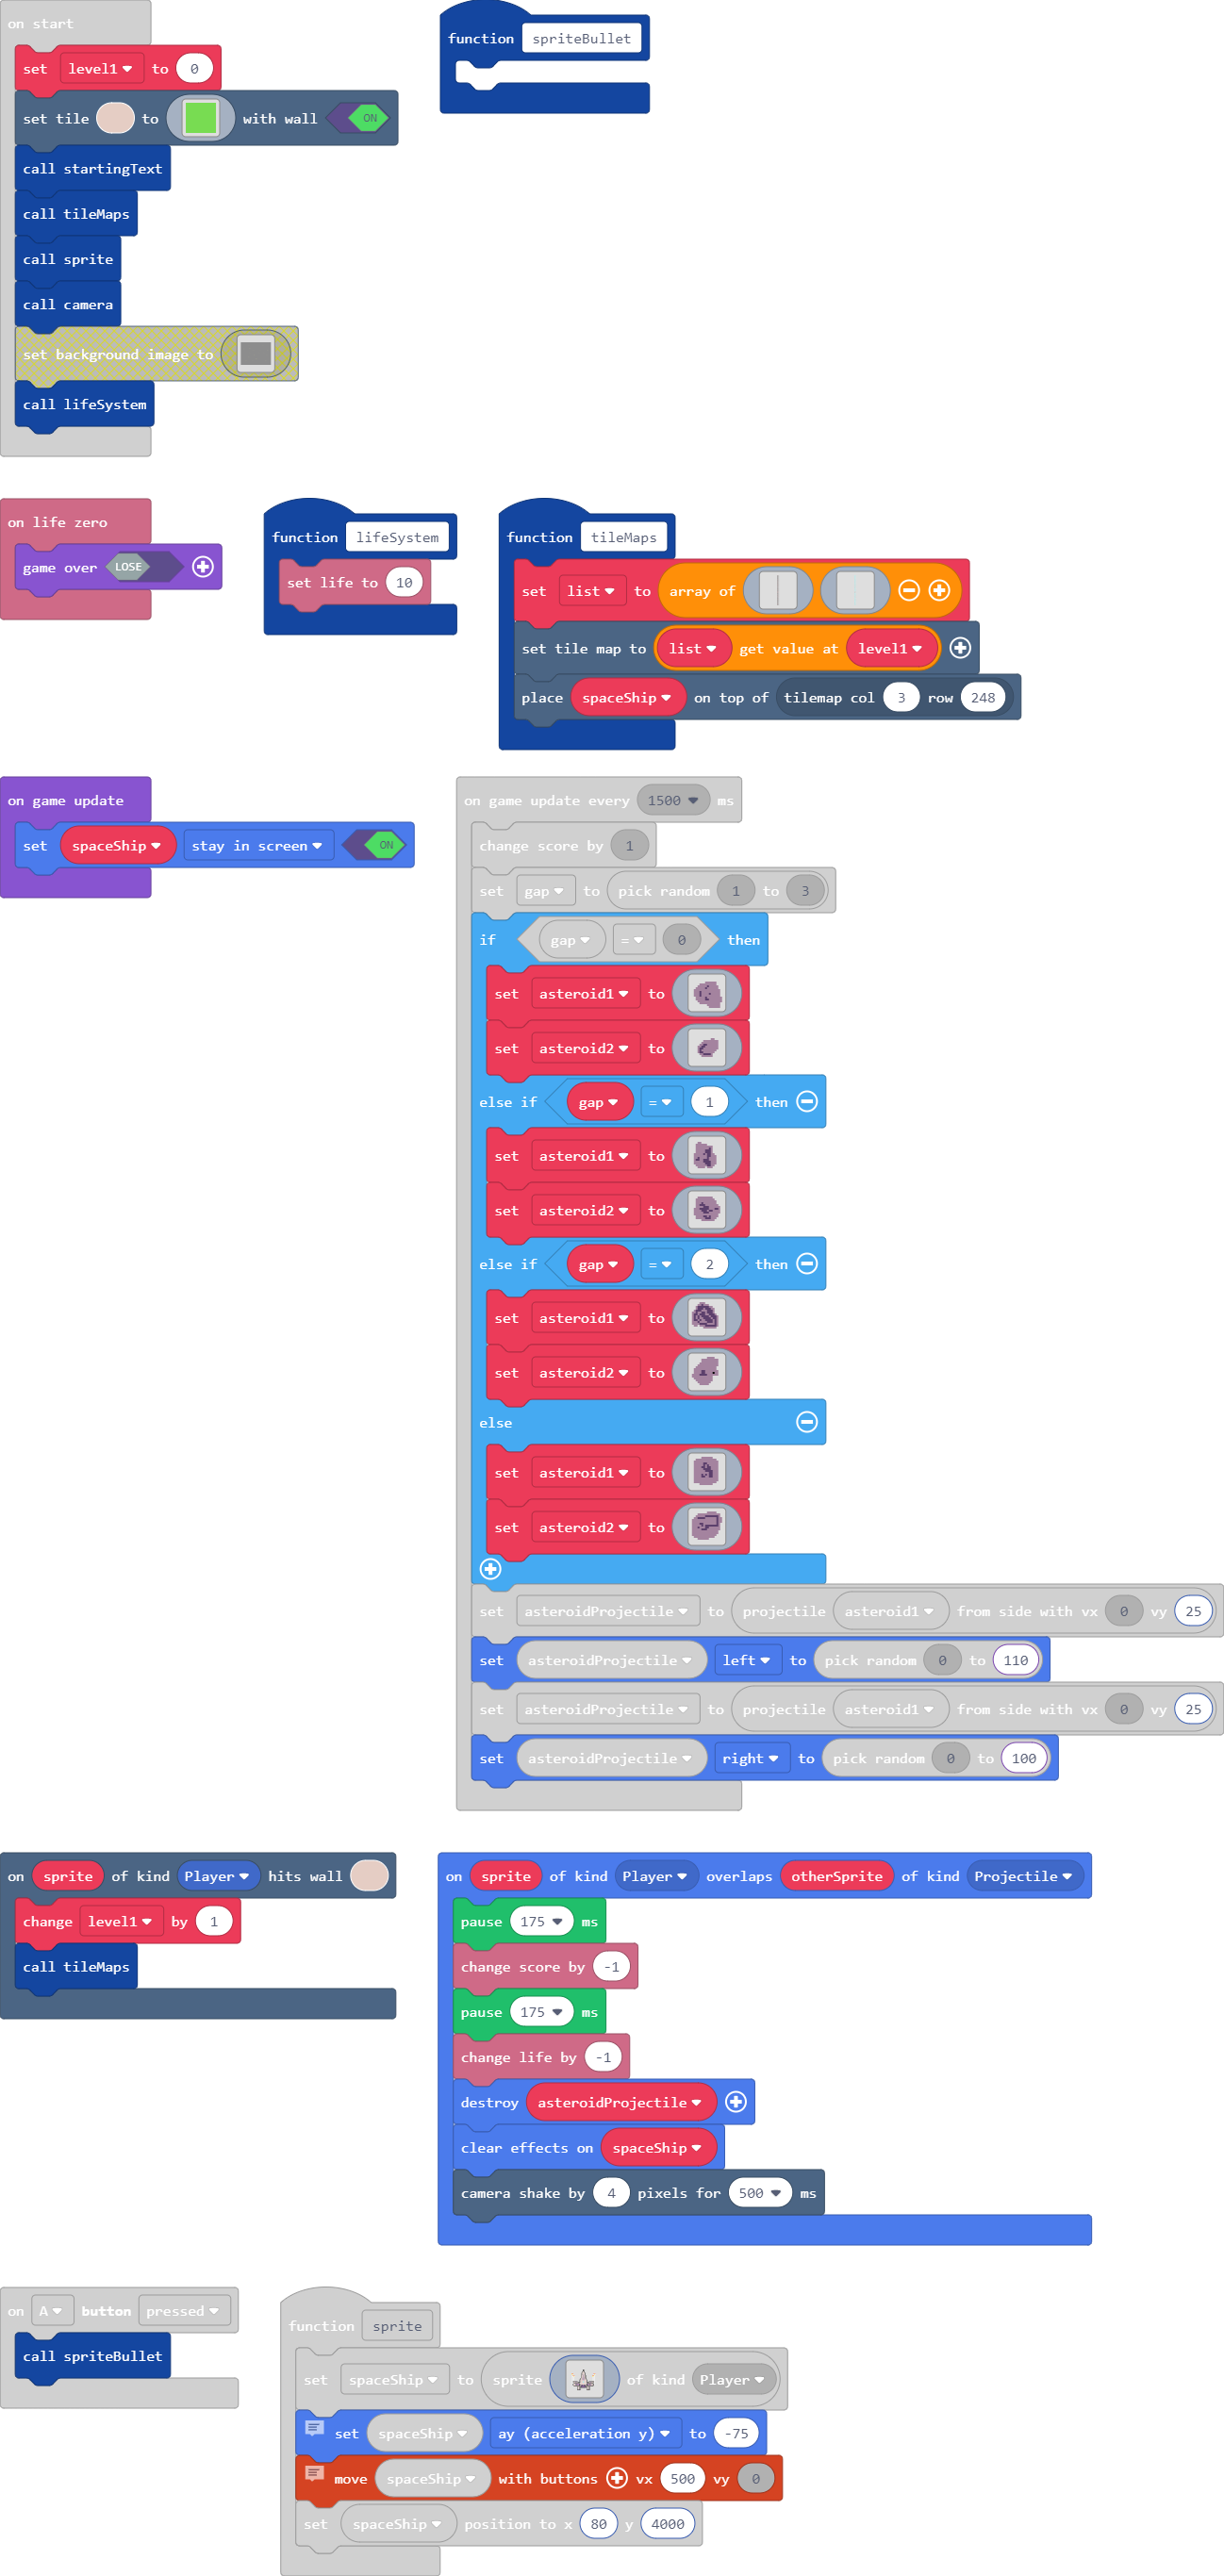 on start
set level1 to 0
set tile to with wall ON
call startingText
call tileMaps
call sprite
call camera
set background image to
call lifeSystem
function spriteBullet
on life zero
game over LOSE
function lifeSystem
set life to 10
function tileMaps
set list to array of
set tile map to list get value at level1
place spaceShip on top of tilemap col 3 row 248
on game update
set spaceShip stay in screen ON
on game update every 1500 ms
change score by 1
set gap to pick random 1 to 3
if gap = 0 then
set asteroid1 to
set asteroid2 to
else if gap = 1 then
set asteroid1 to
set asteroid2 to
else if gap = 2 then
set asteroid1 to
set asteroid2 to
else
set asteroid1 to
set asteroid2 to
set asteroidProjectile to projectile asteroid1 from side with vx 0 vy 25
set asteroidProjectile left to pick random 0 to 110
set asteroidProjectile to projectile asteroid1 from side with vx 0 vy 25
set asteroidProjectile right to pick random 0 to 100
on sprite of kind Player hits wall
change level1 by 1
call tileMaps
on sprite of kind Player overlaps otherSprite of kind Projectile
pause 175 ms
change score by -1
pause 175 ms
change life by -1
destroy asteroidProjectile
clear effects on spaceShip
camera shake by 4 pixels for 500 ms
on A button pressed
call spriteBullet
function sprite
set spaceShip to sprite of kind Player
set spaceShip ay (acceleration y) to -75
move spaceShip with buttons vx 500 vy 0
set spaceShip position to x 80 y 4000